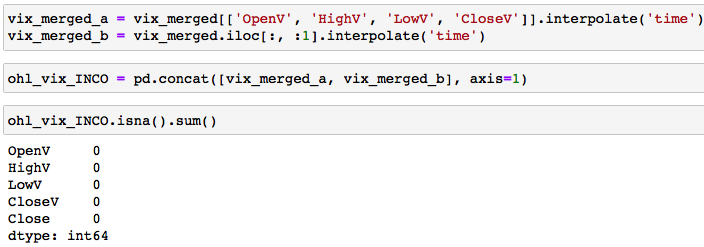 vix_merged_a = vix_merged[['OpenV', 'HighV', 'LowV', 'CloseV']].interpolate('time')
vix_merged_b = vix_merged.iloc[:, :1].interpolate('time')
ohl_vix_INCO = pd.concat([vix_merged_a, vix_merged_b], axis=1)
ohl_vix_INCO.isna().sum()
OpenV     0
HighV     0
LowV      0
CloseV    0
Close     0
dtype: int64